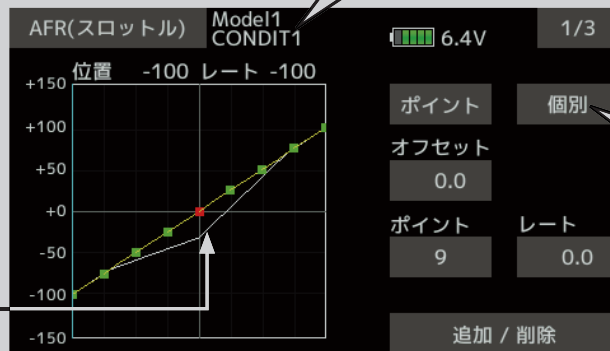 AFR(スロットル)
Model1
CONDIT1
6.4V
1/3
位置 -100 レート -100
+150
+100
+50
+0
-50
-100
-150
ポイント
個別
オフセット
0.0
ポイント
レート
9
0.0
追加 / 削除